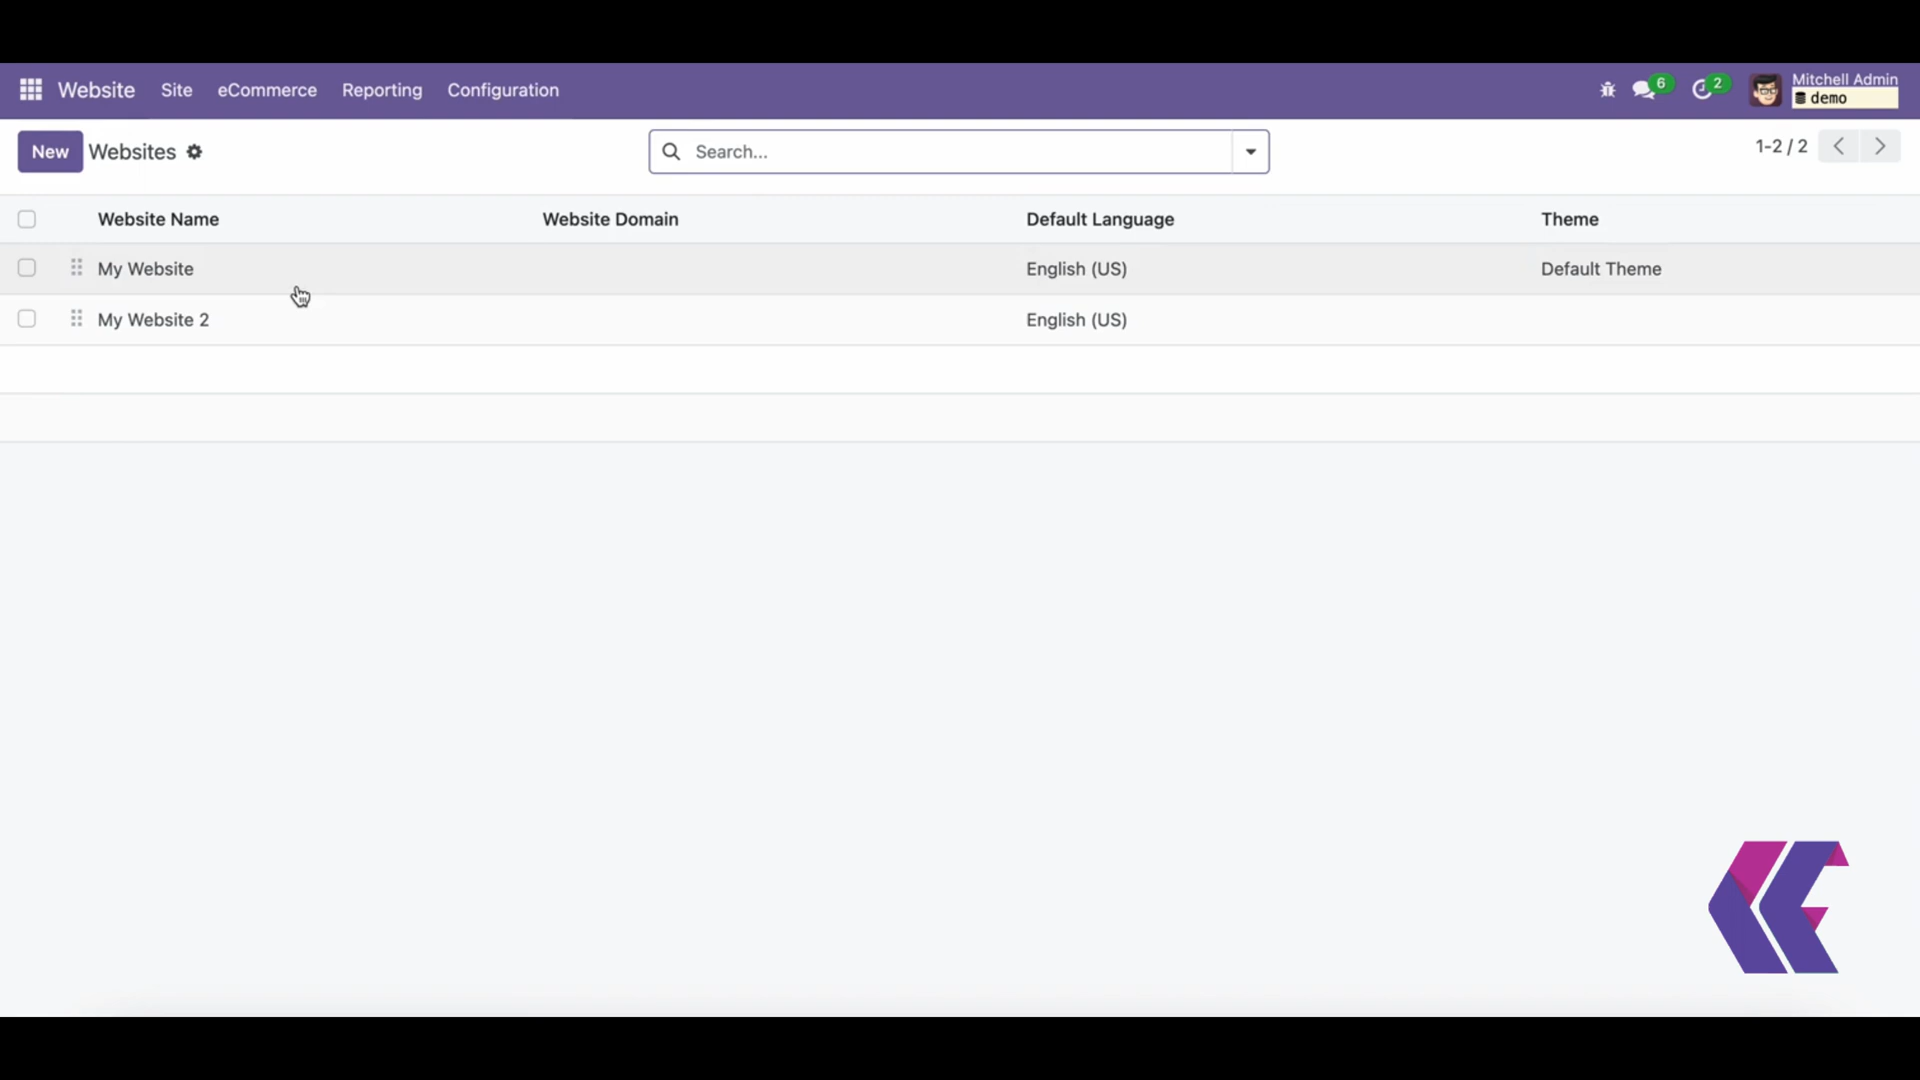 Website Site eCommerce Reporting Configuration 6 2 Mitchell Admin
demo
New Websites Search... 1-2 / 2
Website Name Website Domain Default Language Theme
My Website English (US) Default Theme
My Website 2 English (US)